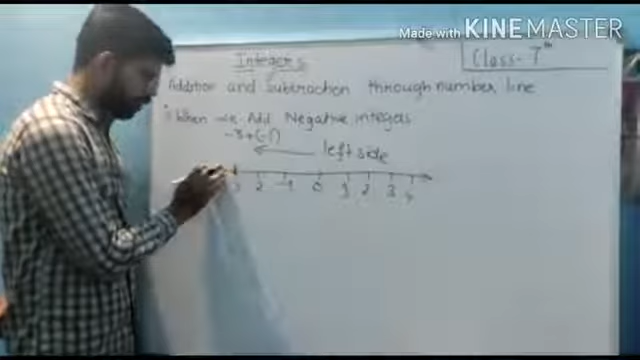 Made with KINEMASTER
Class - 7th
Integers
Addition and Subtraction through number line
i) When we Add Negative integers
-3+(-1)
left side
2 -1 0 1 2 3 4